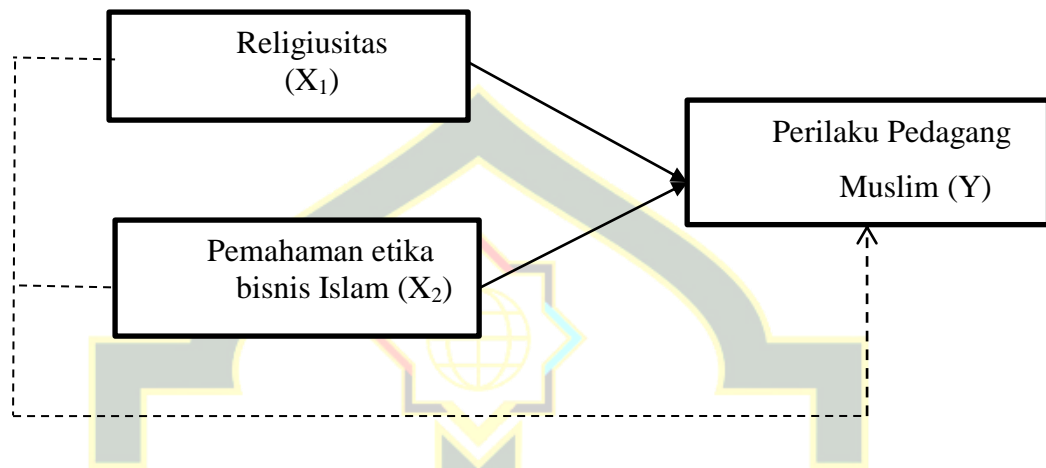 Religiusitas
(X₁)
Perilaku Pedagang
Muslim (Y)
Pemahaman etika
bisnis Islam (X₂)